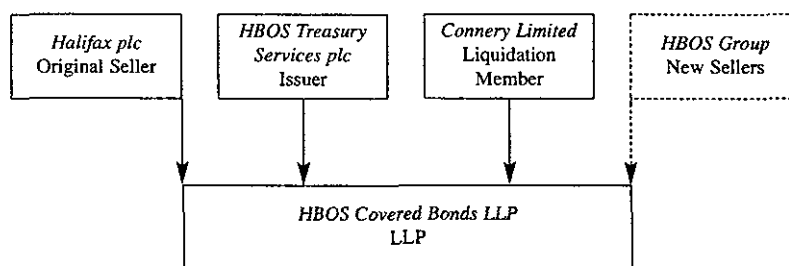 Halifax plc
Original Seller
HBOS Treasury
Services plc
Issuer
Connery Limited
Liquidation
Member
HBOS Group
New Sellers
HBOS Covered Bonds LLP
LLP